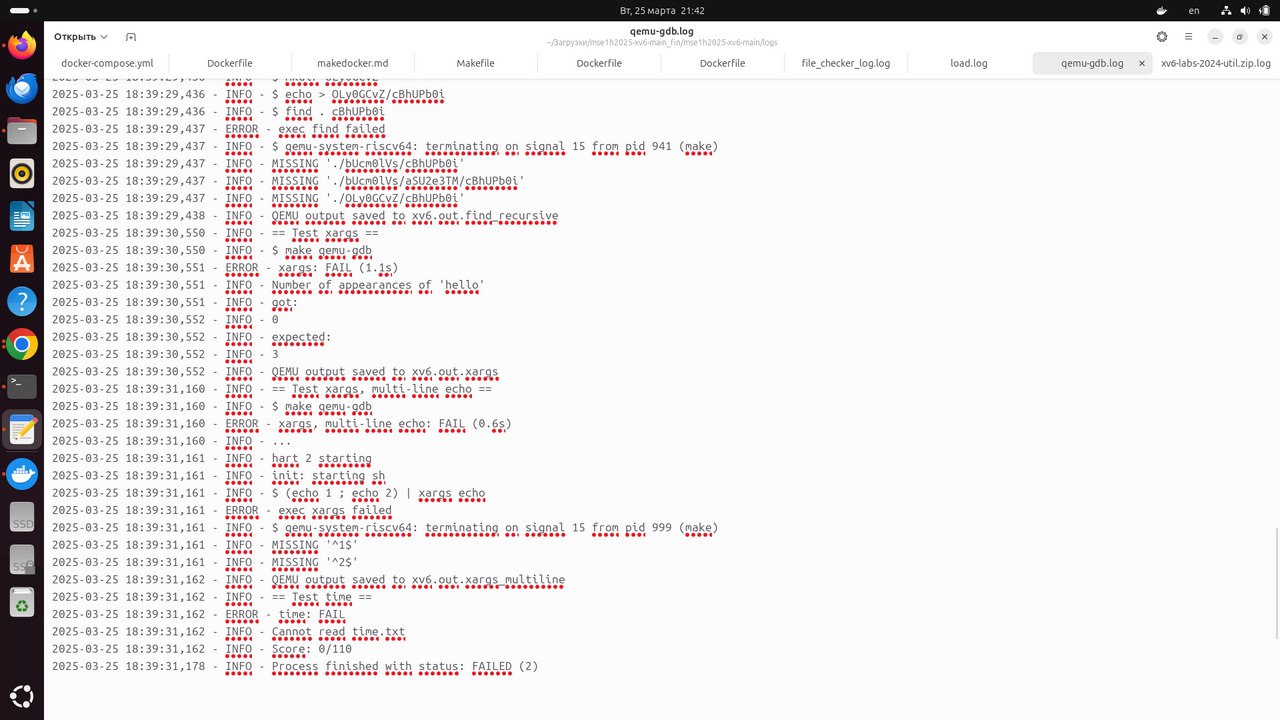 Вт, 25 марта 21:42
en
Открыть
qemu-gdb.log
~/Загрузки/mse1h2025-xv6-main_fin/mse1h2025-xv6-main/logs
docker-compose.yml Dockerfile makedocker.md Makefile Dockerfile Dockerfile file_checker_log.log load.log qemu-gdb.log xv6-labs-2024-util.zip.log
2025-03-25 18:39:29,436 - INFO - $ mkdir OLy0GCvZ
2025-03-25 18:39:29,436 - INFO - $ echo > OLy0GCvZ/cBhUPb0i
2025-03-25 18:39:29,436 - INFO - $ find . cBhUPb0i
2025-03-25 18:39:29,437 - ERROR - exec find failed
2025-03-25 18:39:29,437 - INFO - $ qemu-system-riscv64: terminating on signal 15 from pid 941 (make)
2025-03-25 18:39:29,437 - INFO - MISSING './bUcm0lVs/cBhUPb0i'
2025-03-25 18:39:29,437 - INFO - MISSING './bUcm0lVs/aSU2e3TM/cBhUPb0i'
2025-03-25 18:39:29,437 - INFO - MISSING './OLy0GCvZ/cBhUPb0i'
2025-03-25 18:39:29,438 - INFO - QEMU output saved to xv6.out.find_recursive
2025-03-25 18:39:30,550 - INFO - == Test xargs ==
2025-03-25 18:39:30,550 - INFO - $ make qemu-gdb
2025-03-25 18:39:30,551 - ERROR - xargs: FAIL (1.1s)
2025-03-25 18:39:30,551 - INFO - Number of appearances of 'hello'
2025-03-25 18:39:30,551 - INFO - got:
2025-03-25 18:39:30,552 - INFO - 0
2025-03-25 18:39:30,552 - INFO - expected:
2025-03-25 18:39:30,552 - INFO - 3
2025-03-25 18:39:30,552 - INFO - QEMU output saved to xv6.out.xargs
2025-03-25 18:39:31,160 - INFO - == Test xargs, multi-line echo ==
2025-03-25 18:39:31,160 - INFO - $ make qemu-gdb
2025-03-25 18:39:31,160 - ERROR - xargs, multi-line echo: FAIL (0.6s)
2025-03-25 18:39:31,160 - INFO - ...
2025-03-25 18:39:31,161 - INFO - hart 2 starting
2025-03-25 18:39:31,161 - INFO - init: starting sh
2025-03-25 18:39:31,161 - INFO - $ (echo 1 ; echo 2) | xargs echo
2025-03-25 18:39:31,161 - ERROR - exec xargs failed
2025-03-25 18:39:31,161 - INFO - $ qemu-system-riscv64: terminating on signal 15 from pid 999 (make)
2025-03-25 18:39:31,161 - INFO - MISSING '^1$'
2025-03-25 18:39:31,161 - INFO - MISSING '^2$'
2025-03-25 18:39:31,162 - INFO - QEMU output saved to xv6.out.xargs_multiline
2025-03-25 18:39:31,162 - INFO - == Test time ==
2025-03-25 18:39:31,162 - ERROR - time: FAIL
2025-03-25 18:39:31,162 - INFO - Cannot read time.txt
2025-03-25 18:39:31,162 - INFO - Score: 0/110
2025-03-25 18:39:31,178 - INFO - Process finished with status: FAILED (2)
SSD
SSD